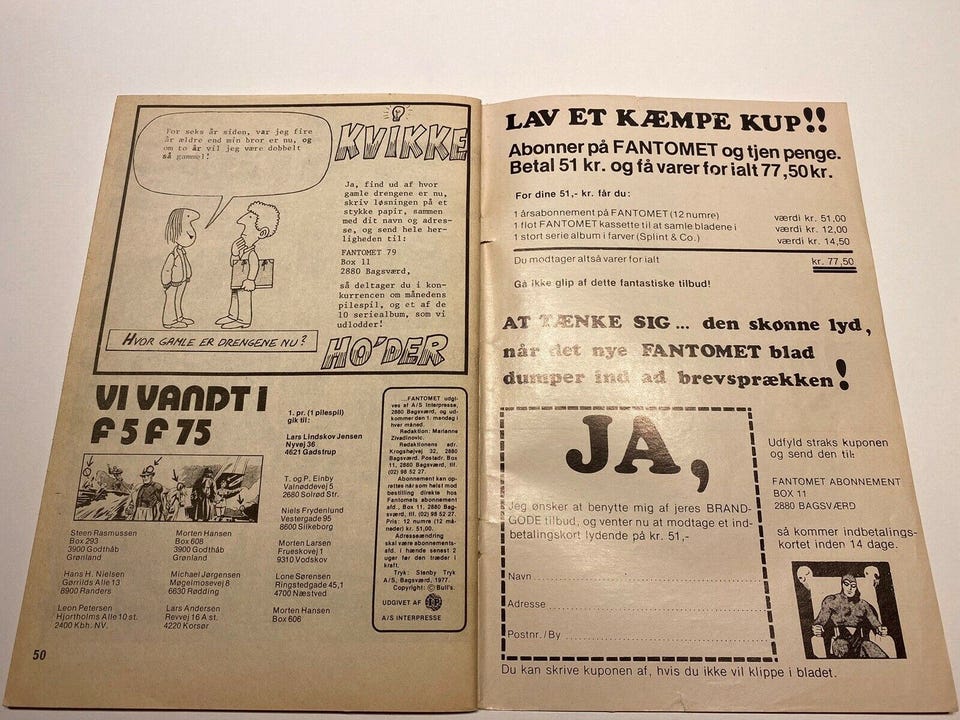 For seks år siden, var jeg fire
år ældre end min bror er nu, og
om to år vil jeg være dobbelt
så gammel!
KVIKKE
Ja, find ud af hvor
gamle drengene er nu,
skriv løsningen på et
stykke papir, sammen
med dit navn og adres-
se, og send hele her-
ligheden til:
FANTOMET 79
Box 11
2880 Bagsværd,
så deltager du i kon-
kurrencen om månedens
pilespil, og et af de
10 seriealbum, som vi
udlodder!
HVOR GAMLE ER DRENGENE NU?
HO'DER
VI VANDT I
F 5 F 75
1. pr. (1 pilespil)
gik til:
Lars Lindskov Jensen
Nyvej 36
4621 Gadstrup
T. og P. Einby
Valnøddevej 5
2680 Solrød Str.
Niels Frydenlund
Vestergade 95
8600 Silkeborg
Steen Rasmussen
Box 293
3900 Godthåb
Grønland
Morten Hansen
Box 608
3900 Godthåb
Grønland
Morten Larsen
Frueskovej 1
9310 Vodskov
Hans H. Nielsen
Gørrilds Alle 13
8900 Randers
Michael Jørgensen
Møgelmosevej 8
6630 Rødding
Lone Sørensen
Ringstedgade 45,1
4700 Næstved
Leon Petersen
Hjortholms Alle 10 st.
2400 Kbh. NV.
Lars Andersen
Revvej 16 A st.
4220 Korsør
Morten Hansen
Box 606
...FANTOMET udgi-
ves af A/S Interpresse,
2880 Bagsværd, og ud-
kommer den 1. mandag i
hver måned.
Redaktion: Marianne
Zivadinovic.
Redaktionens adr.
Krogshøjvej 32, 2880
Bagsværd. Postadr. Box
11, 2880 Bagsværd, tlf.
(02) 98 52 27.
Abonnement kan op-
rettes når som helst mod
bestilling direkte hos
Fantomets abonnement
afd., Box 11, 2880 Bag-
sværd, tlf. (02) 98 52 27.
Pris: 12 numre (12 må-
neder) kr. 51,00.
Adresseændring
skal være abonnements-
afd. i hænde senest 2
uger før den træder i
kraft.
Tryk: Stenby Tryk
A/S, Bagsværd, 1977.
Copyright: © Bull's.
UDGIVET AF
A/S INTERPRESSE
50
LAV ET KÆMPE KUP!!
Abonner på FANTOMET og tjen penge.
Betal 51 kr. og få varer for ialt 77,50 kr.
For dine 51,- kr. får du:
1 årsabonnement på FANTOMET (12 numre) værdi kr. 51,00
1 flot FANTOMET kassette til at samle bladene i værdi kr. 12,00
1 stort serie album i farver (Splint & Co.) værdi kr. 14,50
Du modtager altså varer for ialt kr. 77,50
Gå ikke glip af dette fantastiske tilbud!
AT TÆNKE SIG... den skønne lyd,
når det nye FANTOMET blad
dumper ind ad brevsprækken!
JA,
Jeg ønsker at benytte mig af jeres BRAND-
GODE tilbud, og venter nu at modtage et ind-
betalingskort lydende på kr. 51,-
Navn
Adresse
Postnr. / By
Udfyld straks kuponen
og send den til:
FANTOMET ABONNEMENT
BOX 11
2880 BAGSVÆRD
så kommer indbetalings-
kortet inden 14 dage.
Du kan skrive kuponen af, hvis du ikke vil klippe i bladet.